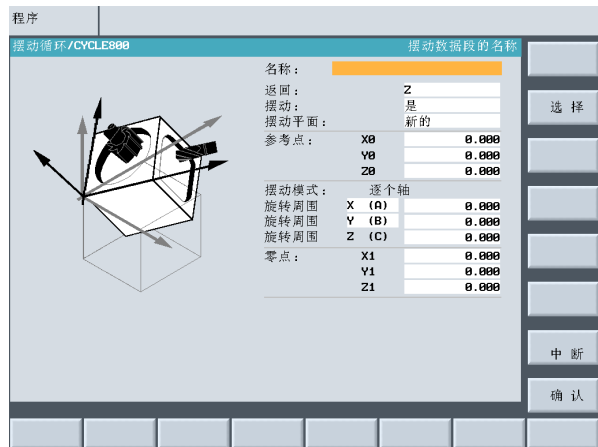 程序
摆动循环/CYCLE800 摆动数据段的名称
名称：
返回： Z
摆动： 是
摆动平面： 新的
参考点： X0 0.000
Y0 0.000
Z0 0.000
摆动模式： 逐个轴
旋转周围 X (A) 0.000
旋转周围 Y (B) 0.000
旋转周围 Z (C) 0.000
零点： X1 0.000
Y1 0.000
Z1 0.000
选择
中断
确认